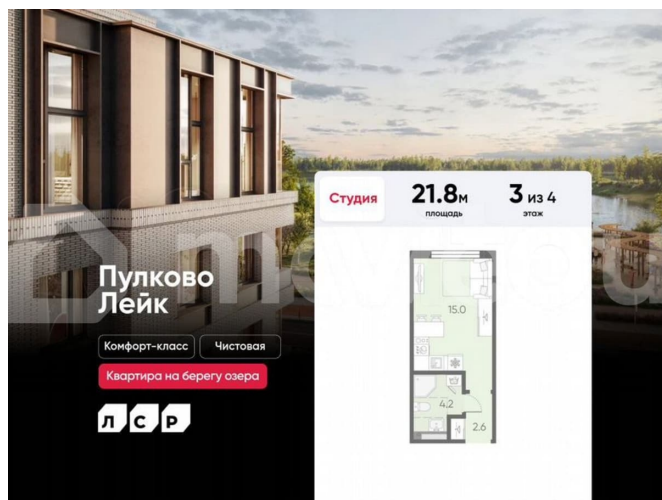 Студия
21.8м
площадь
3 из 4
этаж
Пулково
Лейк
Комфорт-класс
Чистовая
Квартира на берегу озера
ЛСР
15.0
4.2
2.6